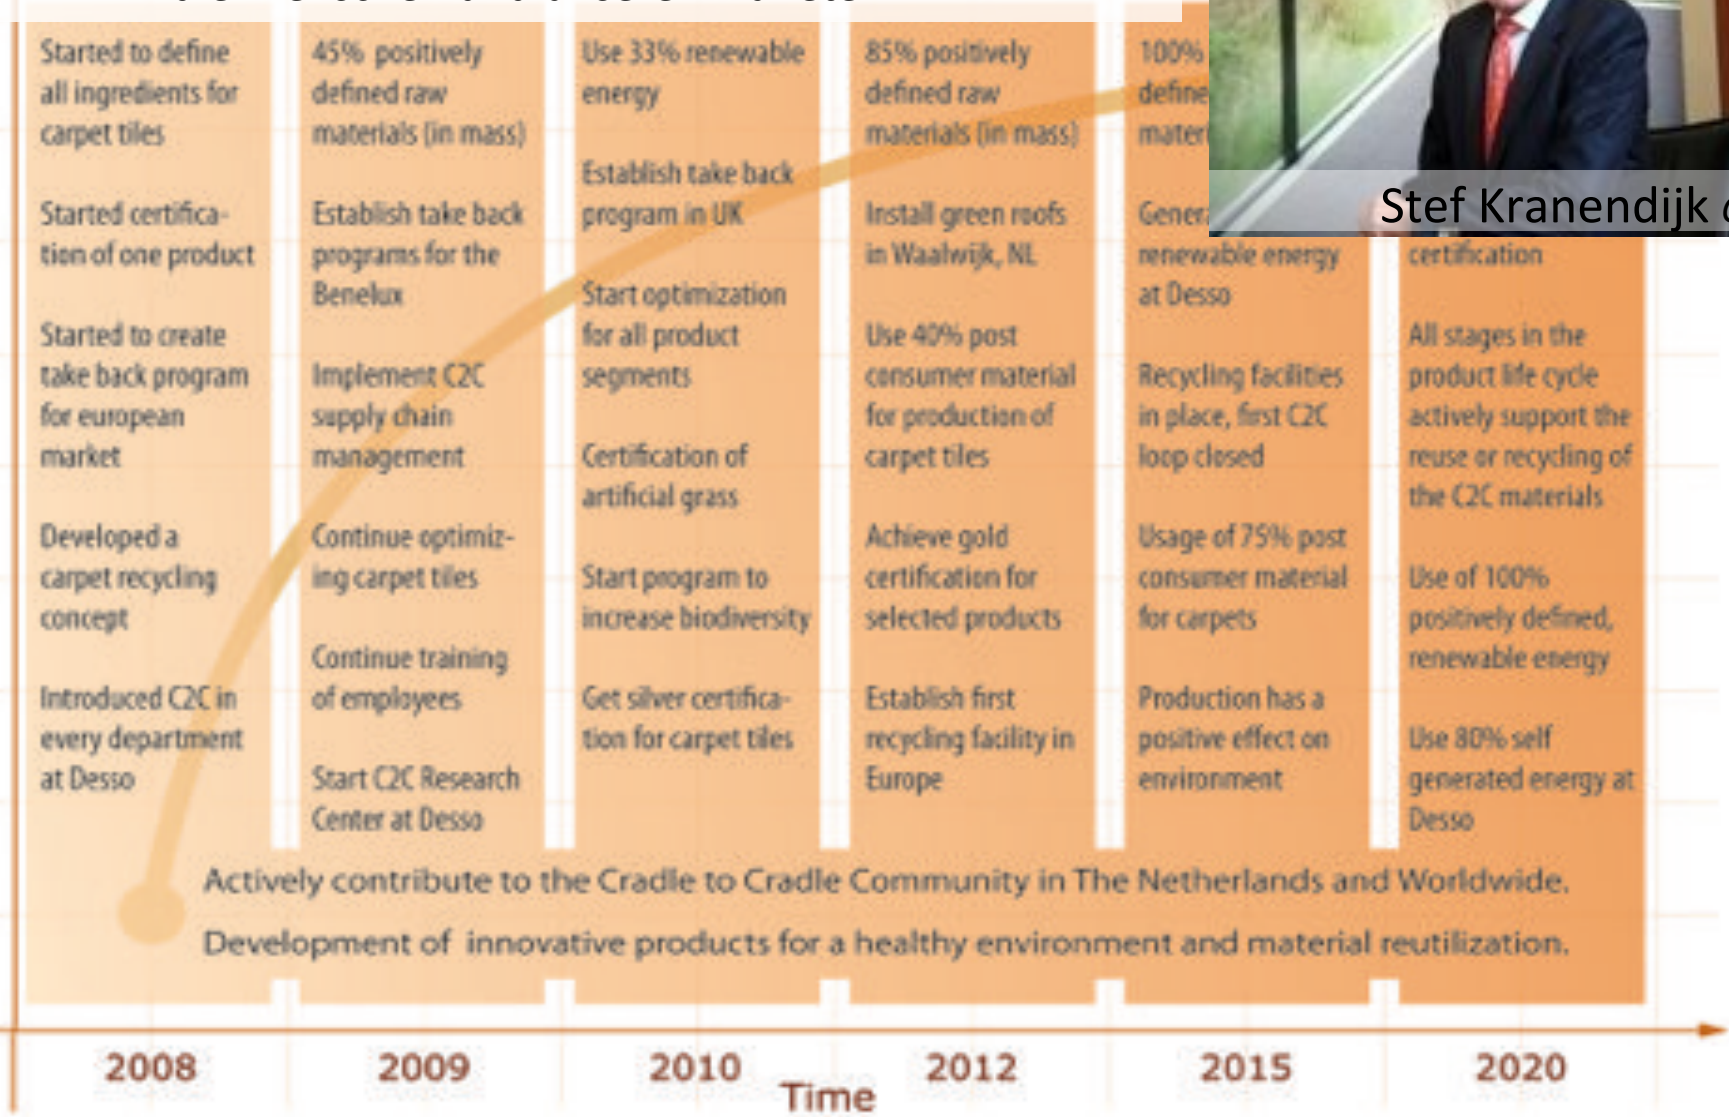 Started to define
all ingredients for
carpet tiles
Started certifica-
tion of one product
Started to create
take back program
for european
market
Developed a
carpet recycling
concept
Introduced C2C in
every department
at Desso
45% positively
defined raw
materials (in mass)
Establish take back
programs for the
Benelux
Implement C2C
supply chain
management
Continue optimiz-
ing carpet tiles
Continue training
of employees
Start C2C Research
Center at Desso
Use 33% renewable
energy
Establish take back
program in UK
Start optimization
for all product
segments
Certification of
artificial grass
Start program to
increase biodiversity
Get silver certifica-
tion for carpet tiles
85% positively
defined raw
materials (in mass)
Install green roofs
in Waalwijk, NL
Use 40% post
consumer material
for production of
carpet tiles
Achieve gold
certification for
selected products
Establish first
recycling facility in
Europe
100%
renewable energy
at Desso
Recycling facilities
in place, first C2C
loop closed
Usage of 75% post
consumer material
for carpets
Production has a
positive effect on
environment
Stef Kranendijk
certification
All stages in the
product life cycle
actively support the
reuse or recycling of
the C2C materials
Use of 100%
positively defined,
renewable energy
Use 80% self
generated energy at
Desso
Actively contribute to the Cradle to Cradle Community in The Netherlands and Worldwide.
Development of innovative products for a healthy environment and material reutilization.
2008 2009 2010 2012 2015 2020
Time